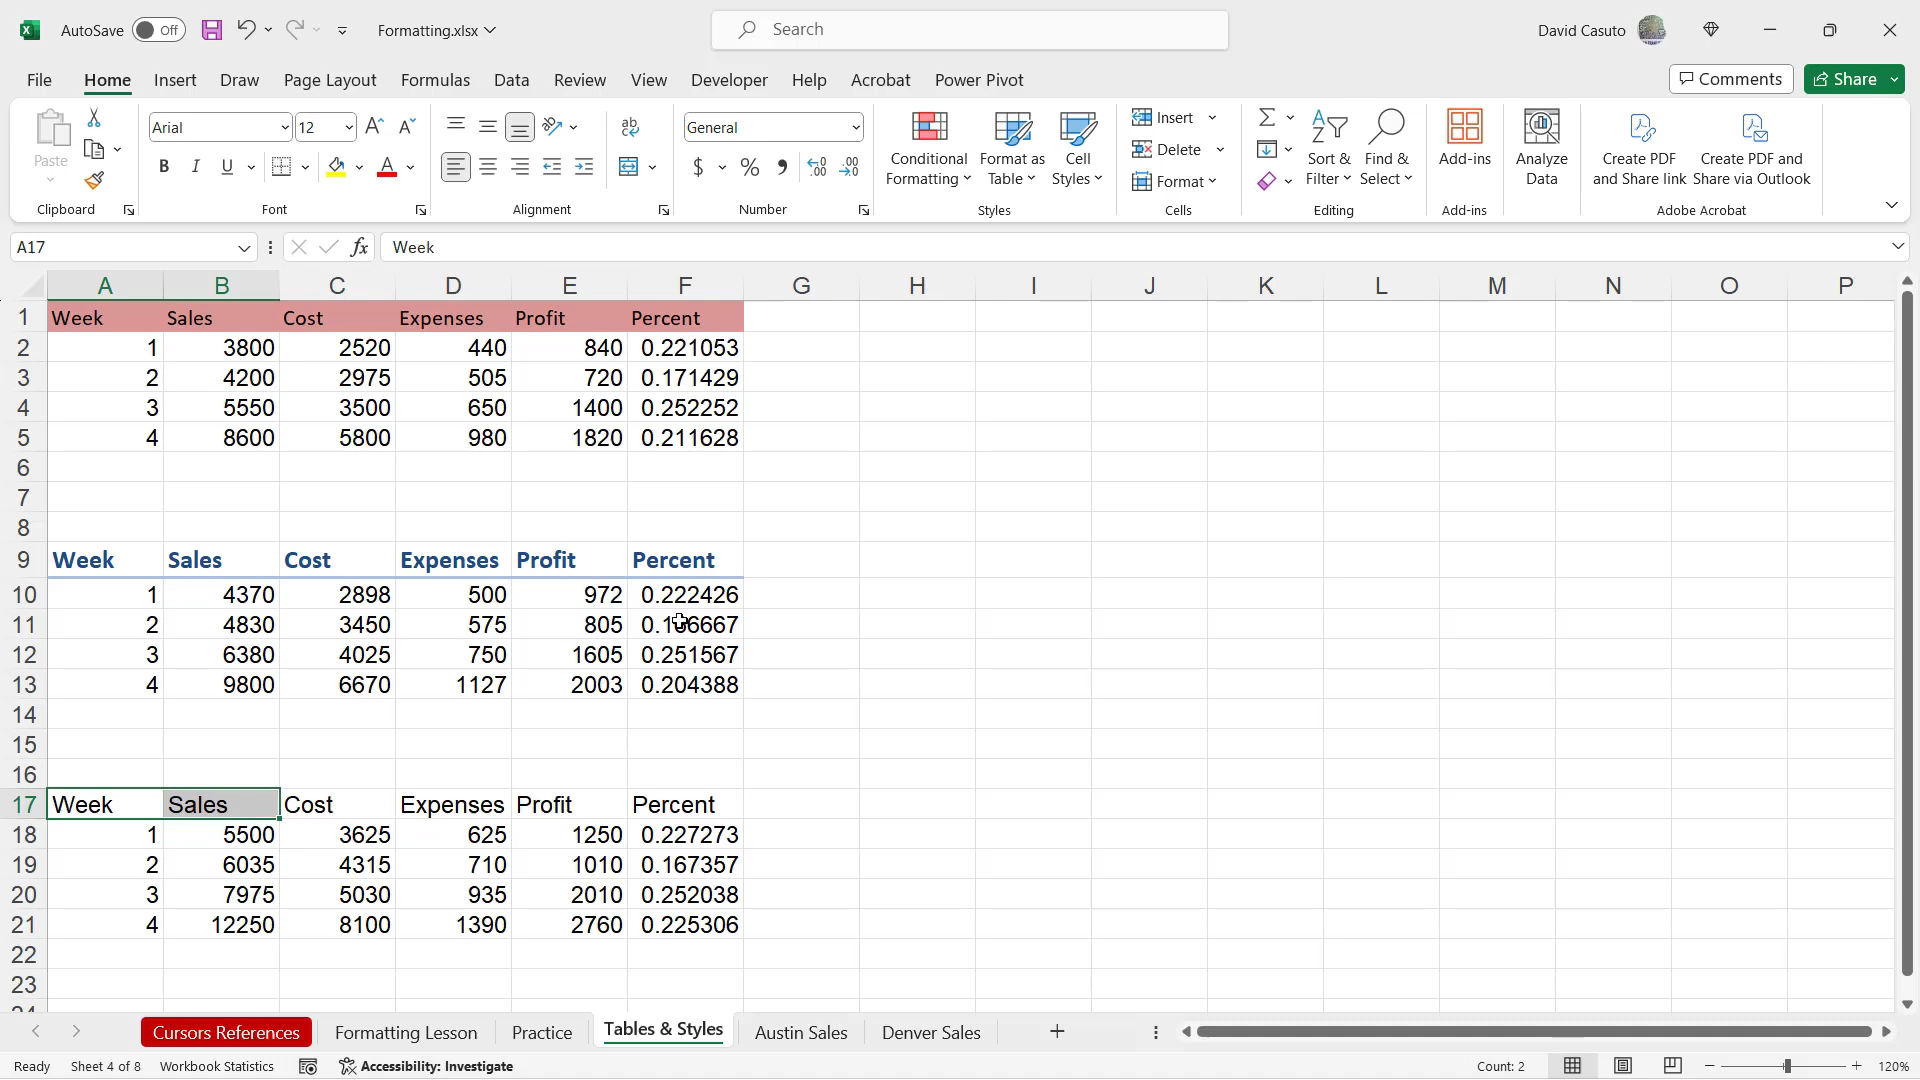 AutoSave Off Formatting.xlsx Search David Casuto
File Home Insert Draw Page Layout Formulas Data Review View Developer Help Acrobat Power Pivot Comments Share
Paste Arial 12 General Conditional Formatting Format as Table Cell Styles Insert Delete Format Sort & Filter Find & Select Add-ins Analyze Data Create PDF and Share link Create PDF and Share via Outlook
Clipboard Font Alignment Number Styles Cells Editing Add-ins Adobe Acrobat
A17 fx Week
A B C D E F G H I J K L M N O P
1 Week Sales Cost Expenses Profit Percent
2 1 3800 2520 440 840 0.221053
3 2 4200 2975 505 720 0.171429
4 3 5550 3500 650 1400 0.252252
5 4 8600 5800 980 1820 0.211628
6
7
8
9 Week Sales Cost Expenses Profit Percent
10 1 4370 2898 500 972 0.222426
11 2 4830 3450 575 805 0.166667
12 3 6380 4025 750 1605 0.251567
13 4 9800 6670 1127 2003 0.204388
14
15
16
17 Week Sales Cost Expenses Profit Percent
18 1 5500 3625 625 1250 0.227273
19 2 6035 4315 710 1010 0.167357
20 3 7975 5030 935 2010 0.252038
21 4 12250 8100 1390 2760 0.225306
22
23
24
Cursors References Formatting Lesson Practice Tables & Styles Austin Sales Denver Sales
Ready Sheet 4 of 8 Workbook Statistics Accessibility: Investigate Count: 2 120%